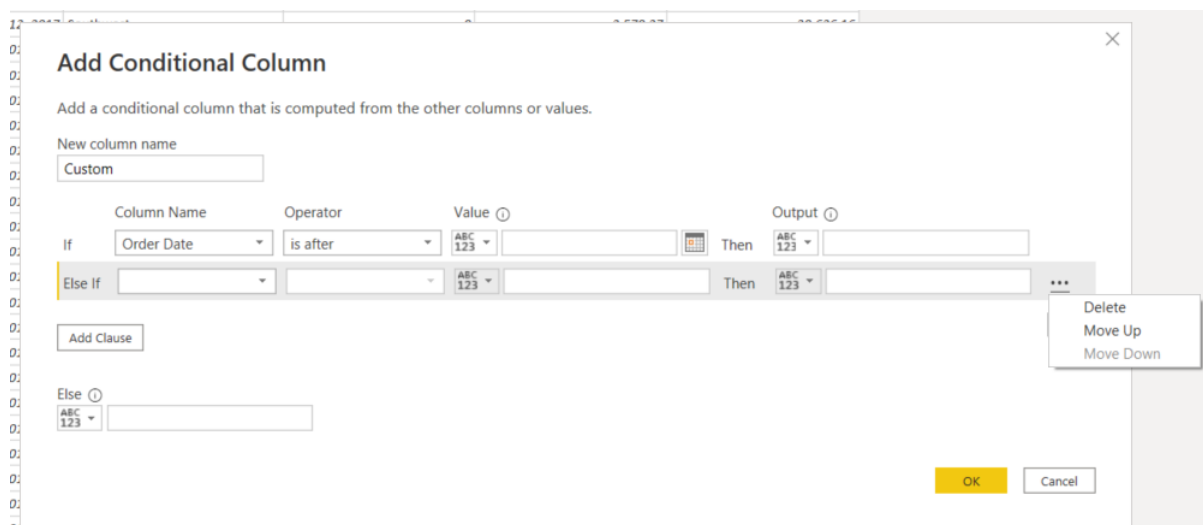 Add Conditional Column
Add a conditional column that is computed from the other columns or values.
New column name
Custom
Column Name Operator Value Output
If Order Date is after ABC 123 Then ABC 123
Else If ABC 123 Then ABC 123
Delete
Add Clause Move Up
Move Down
Else
ABC 123
OK Cancel